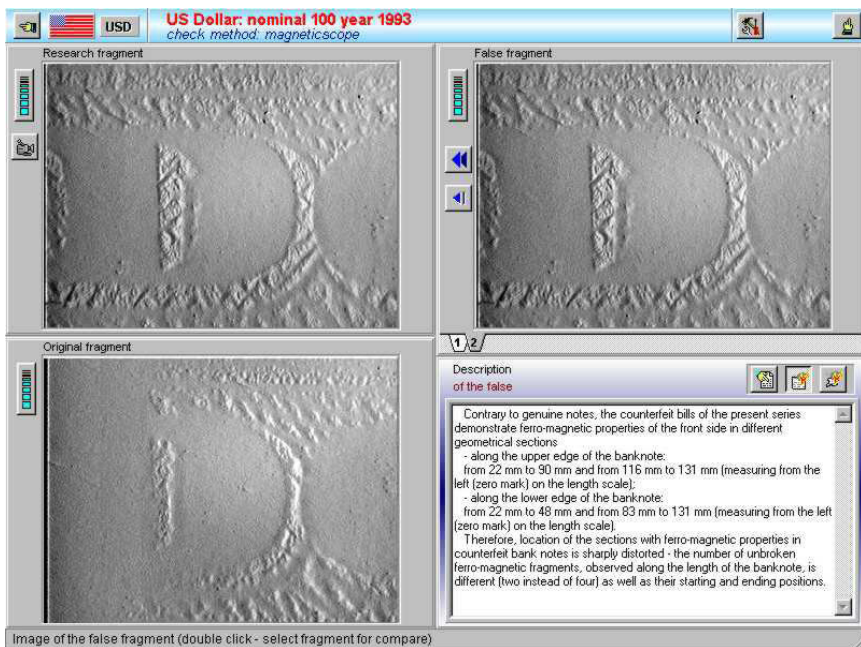 USD
US Dollar: nominal 100 year 1993
check method: magneticscope
Research fragment
False fragment
Original fragment
1 2
Description
of the false
Contrary to genuine notes, the counterfeit bills of the present series
demonstrate ferro-magnetic properties of the front side in different
geometrical sections
- along the upper edge of the banknote:
from 22 mm to 90 mm and from 116 mm to 131 mm (measuring from the
left (zero mark) on the length scale);
- along the lower edge of the banknote:
from 22 mm to 48 mm and from 83 mm to 131 mm (measuring from the left
(zero mark) on the length scale).
Therefore, location of the sections with ferro-magnetic properties in
counterfeit bank notes is sharply distorted - the number of unbroken
ferro-magnetic fragments, observed along the length of the banknote, is
different (two instead of four) as well as their starting and ending positions.
Image of the false fragment (double click - select fragment for compare)